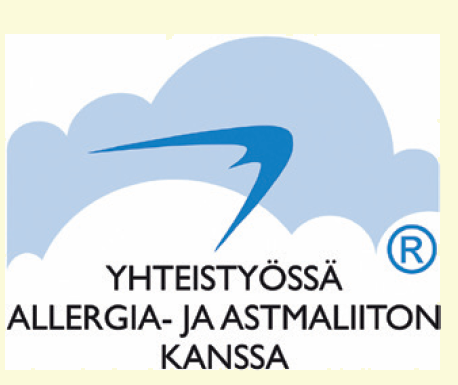 ®
YHTEISTYÖSSÄ
ALLERGIA- JA ASTMALIITON
KANSSA